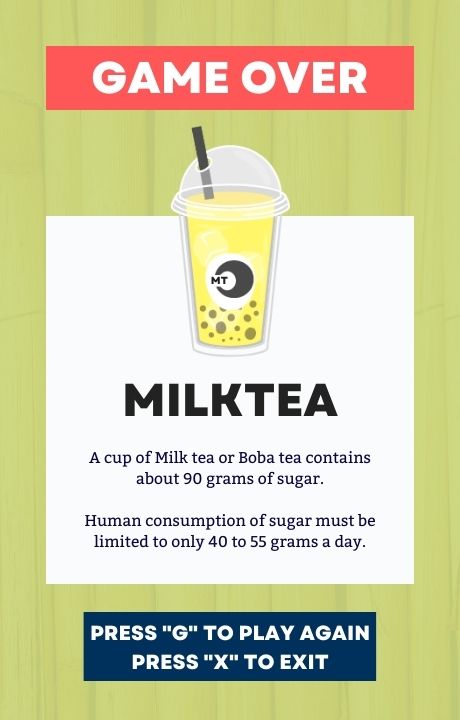 GAME OVER
MT
MILKTEA
A cup of Milk tea or Boba tea contains
about 90 grams of sugar.
Human consumption of sugar must be
limited to only 40 to 55 grams a day.
PRESS "G" TO PLAY AGAIN
PRESS "X" TO EXIT